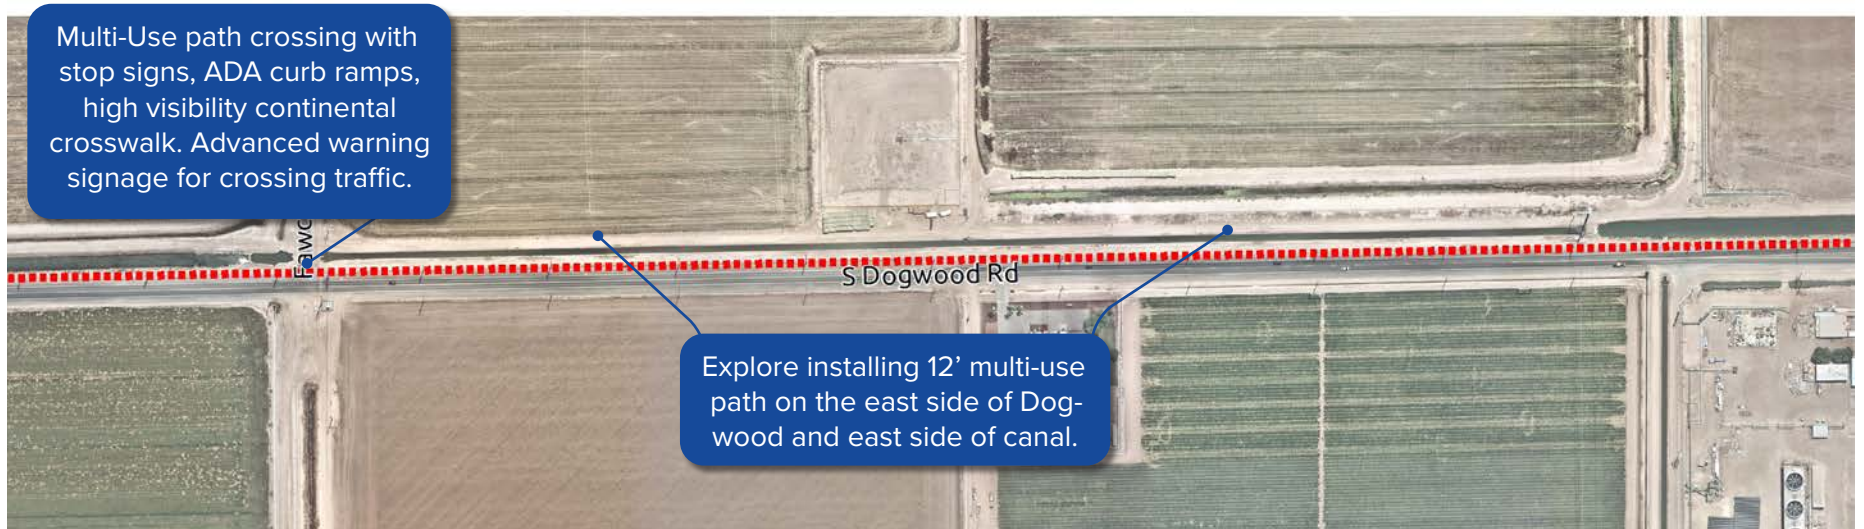 Multi-Use path crossing with
stop signs, ADA curb ramps,
high visibility continental
crosswalk. Advanced warning
signage for crossing traffic.
S Dogwood Rd
Explore installing 12’ multi-use
path on the east side of Dog-
wood and east side of canal.